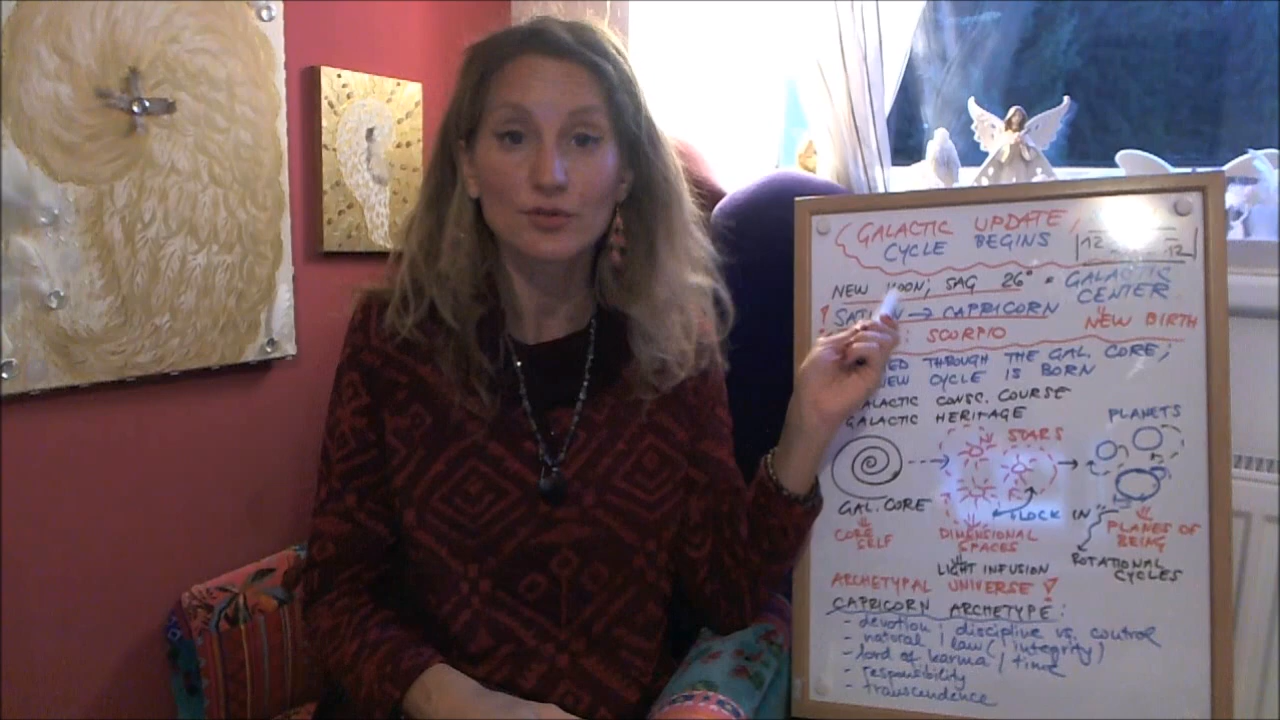 GALACTIC UPDATE
CYCLE BEGINS
12 12
NEW MOON; SAG 26° = GALACTIC CENTER
! SATURN → CAPRICORN
NEW BIRTH
SCORPIO
THROUGH THE GAL. CORE;
NEW CYCLE IS BORN
GALACTIC CONSC. COURSE
GALACTIC HERITAGE
PLANETS
STARS
GAL. CORE
LOCK IN
CORE SELF
DIMENSIONAL SPACES
PLANES OF BEING
LIGHT INFUSION
ROTATIONAL CYCLES
ARCHETYPAL UNIVERSE!
CAPRICORN ARCHETYPE:
- devotion / discipline vs. control
- natural / law (integrity)
- lord of karma / time
- responsibility
- transcendence